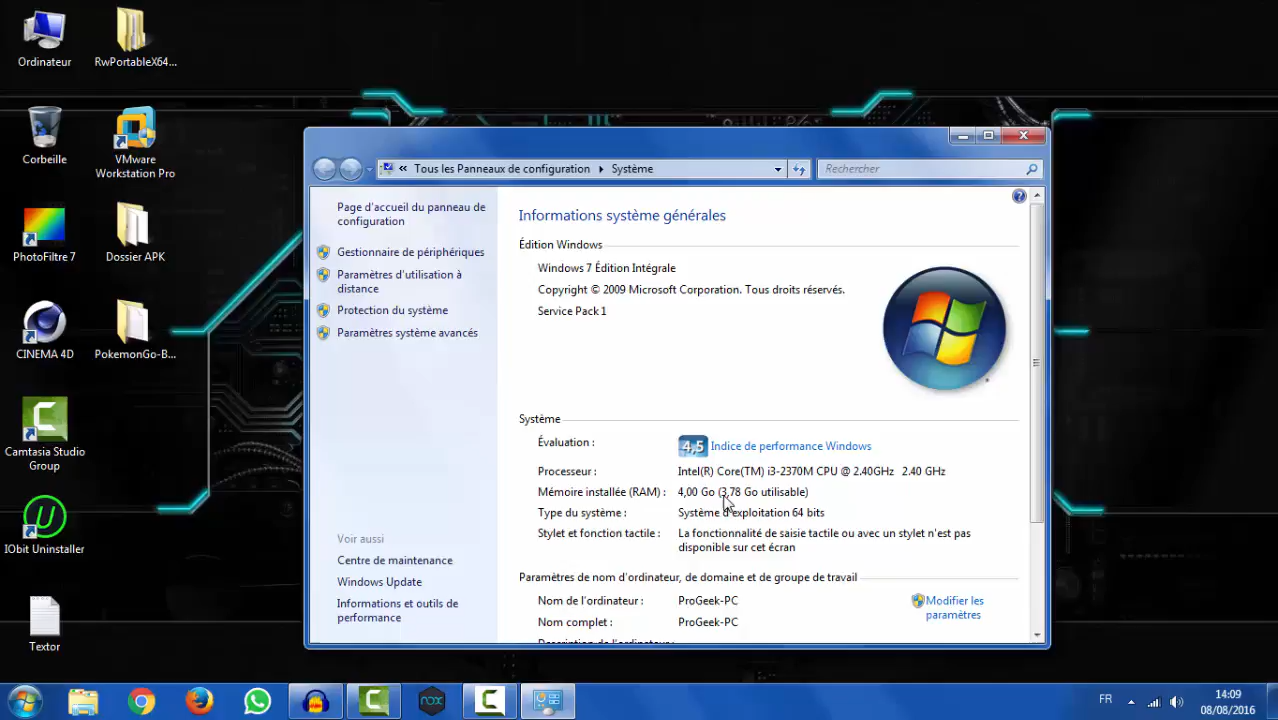 Ordinateur
RwPortableX64...
Corbeille
VMware
Workstation Pro
PhotoFiltre 7
Dossier APK
CINEMA 4D
PokemonGo-B...
Camtasia Studio
Group
IObit Uninstaller
Textor
« Tous les Panneaux de configuration Système
Rechercher
Page d'accueil du panneau de
configuration
Gestionnaire de périphériques
Paramètres d'utilisation à
distance
Protection du système
Paramètres système avancés
Voir aussi
Centre de maintenance
Windows Update
Informations et outils de
performance
Informations système générales
Édition Windows
Windows 7 Édition Intégrale
Copyright © 2009 Microsoft Corporation. Tous droits réservés.
Service Pack 1
Système
Évaluation :
4,5 Indice de performance Windows
Processeur : Intel(R) Core(TM) i3-2370M CPU @ 2.40GHz 2.40 GHz
Mémoire installée (RAM) : 4,00 Go (3,78 Go utilisable)
Type du système : Système d'exploitation 64 bits
Stylet et fonction tactile : La fonctionnalité de saisie tactile ou avec un stylet n'est pas
disponible sur cet écran
Paramètres de nom d'ordinateur, de domaine et de groupe de travail
Nom de l'ordinateur : ProGeek-PC
Modifier les
paramètres
Nom complet : ProGeek-PC
Description de l'ordinateur :
nox
FR
14:09
08/08/2016